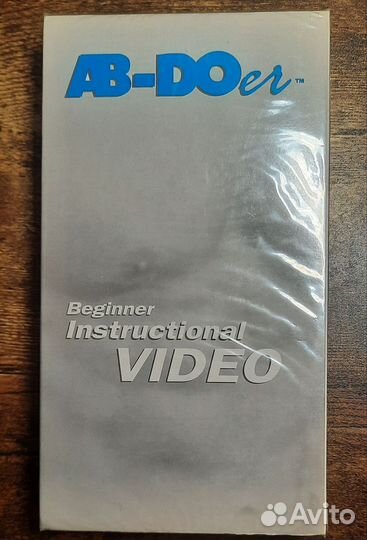 AB-DOer™
Beginner
Instructional
VIDEO
Avito